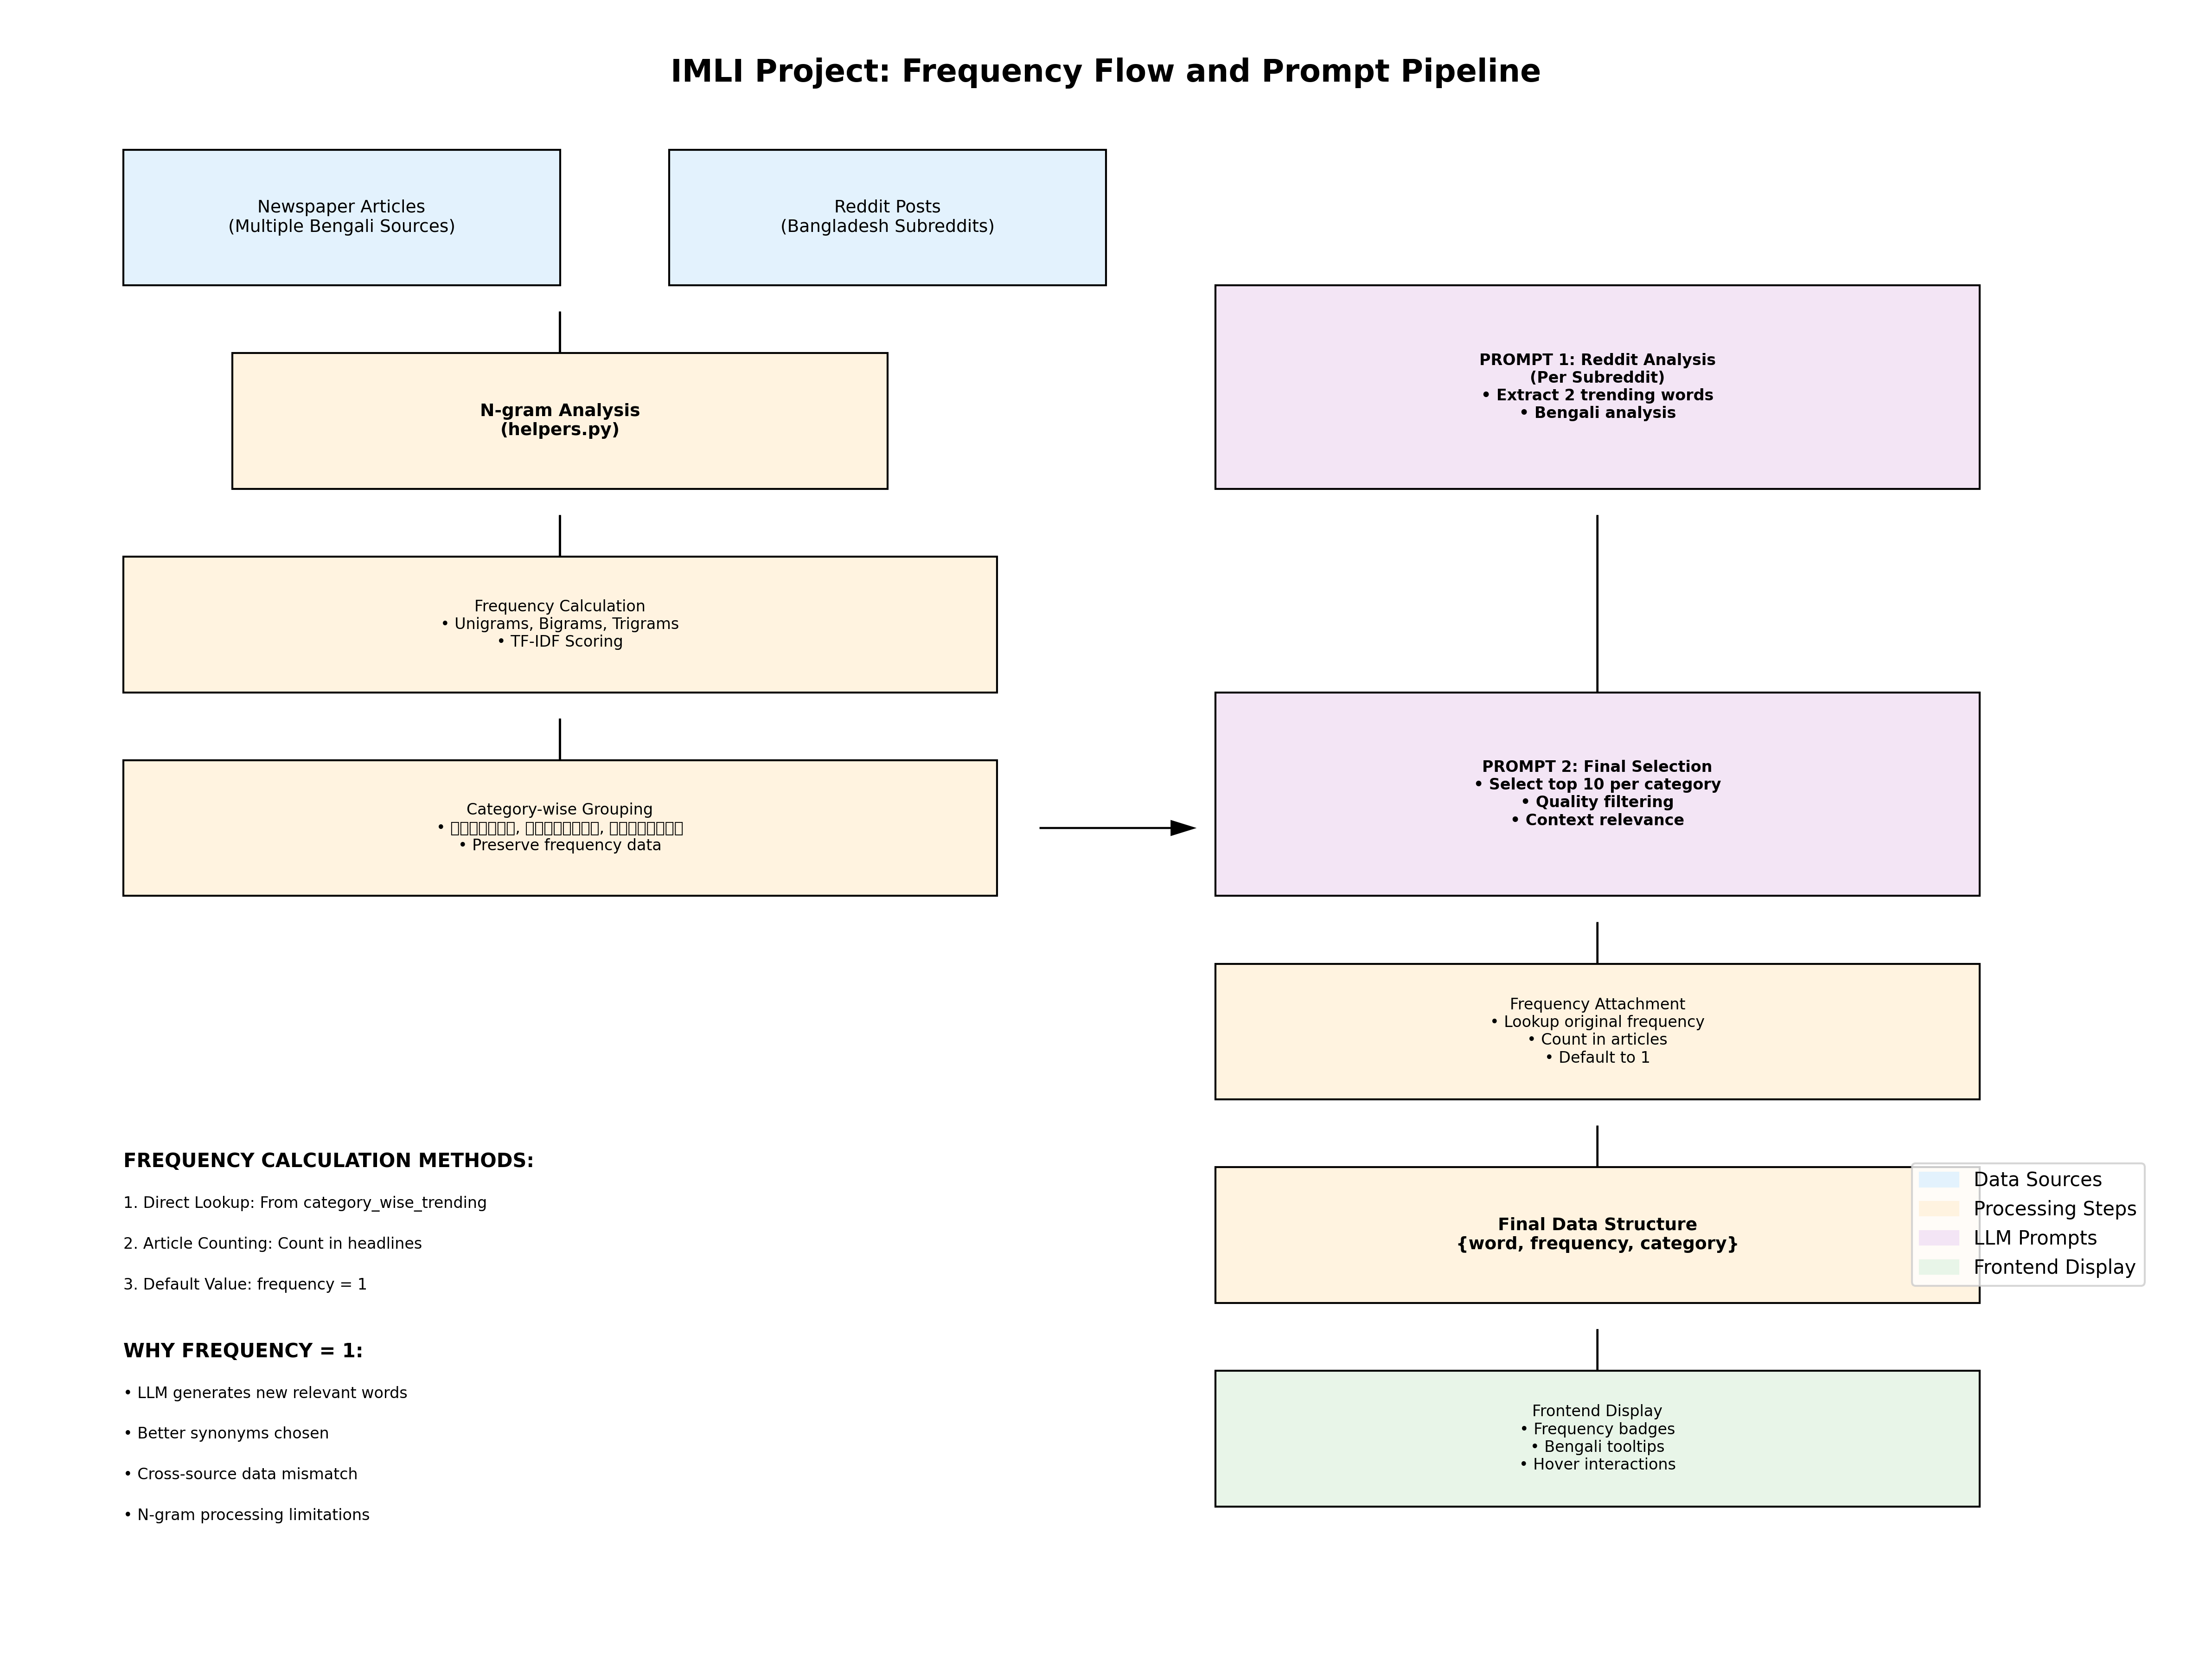 IMLI Project: Frequency Flow and Prompt Pipeline
Newspaper Articles
(Multiple Bengali Sources)
Reddit Posts
(Bangladesh Subreddits)
N-gram Analysis
(helpers.py)
Frequency Calculation
• Unigrams, Bigrams, Trigrams
• TF-IDF Scoring
Category-wise Grouping
• Preserve frequency data
PROMPT 1: Reddit Analysis
(Per Subreddit)
• Extract 2 trending words
• Bengali analysis
PROMPT 2: Final Selection
• Select top 10 per category
• Quality filtering
• Context relevance
Frequency Attachment
• Lookup original frequency
• Count in articles
• Default to 1
Final Data Structure
{word, frequency, category}
Frontend Display
• Frequency badges
• Bengali tooltips
• Hover interactions
Data Sources
Processing Steps
LLM Prompts
Frontend Display
FREQUENCY CALCULATION METHODS:
1. Direct Lookup: From category_wise_trending
2. Article Counting: Count in headlines
3. Default Value: frequency = 1
WHY FREQUENCY = 1:
• LLM generates new relevant words
• Better synonyms chosen
• Cross-source data mismatch
• N-gram processing limitations